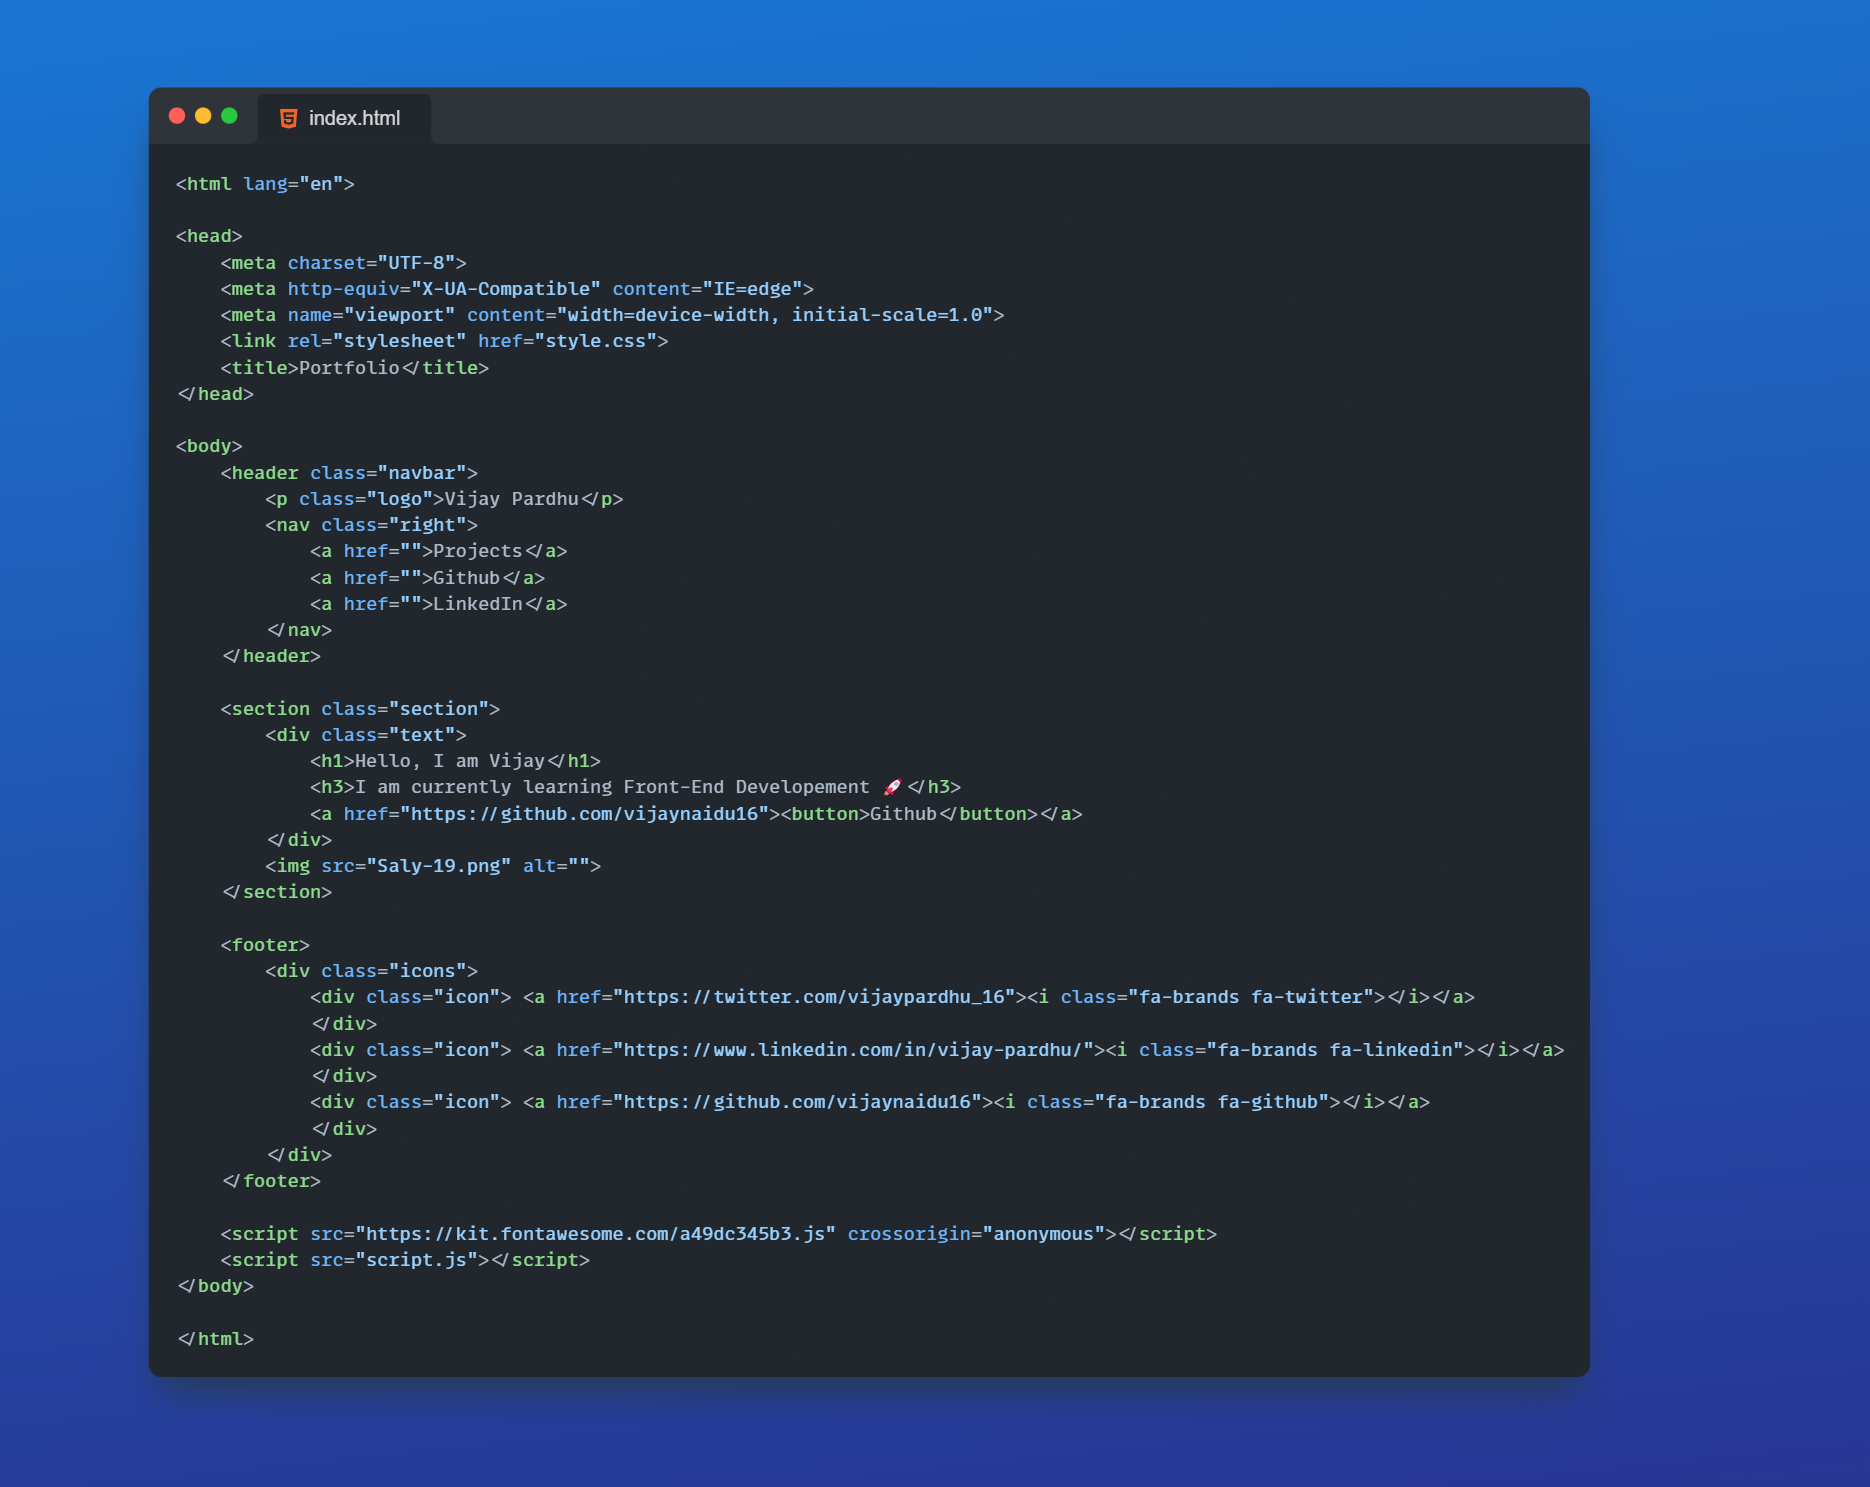 index.html
<html lang="en">
<head>
    <meta charset="UTF-8">
    <meta http-equiv="X-UA-Compatible" content="IE=edge">
    <meta name="viewport" content="width=device-width, initial-scale=1.0">
    <link rel="stylesheet" href="style.css">
    <title>Portfolio</title>
</head>
<body>
    <header class="navbar">
        <p class="logo">Vijay Pardhu</p>
        <nav class="right">
            <a href="">Projects</a>
            <a href="">Github</a>
            <a href="">LinkedIn</a>
        </nav>
    </header>
    <section class="section">
        <div class="text">
            <h1>Hello, I am Vijay</h1>
            <h3>I am currently learning Front-End Developement 🚀</h3>
            <a href="https://github.com/vijaynaidu16"><button>Github</button></a>
        </div>
        <img src="Saly-19.png" alt="">
    </section>
    <footer>
        <div class="icons">
            <div class="icon"> <a href="https://twitter.com/vijaypardhu_16"><i class="fa-brands fa-twitter"></i></a>
            </div>
            <div class="icon"> <a href="https://www.linkedin.com/in/vijay-pardhu/"><i class="fa-brands fa-linkedin"></i></a>
            </div>
            <div class="icon"> <a href="https://github.com/vijaynaidu16"><i class="fa-brands fa-github"></i></a>
            </div>
        </div>
    </footer>
    <script src="https://kit.fontawesome.com/a49dc345b3.js" crossorigin="anonymous"></script>
    <script src="script.js"></script>
</body>
</html>